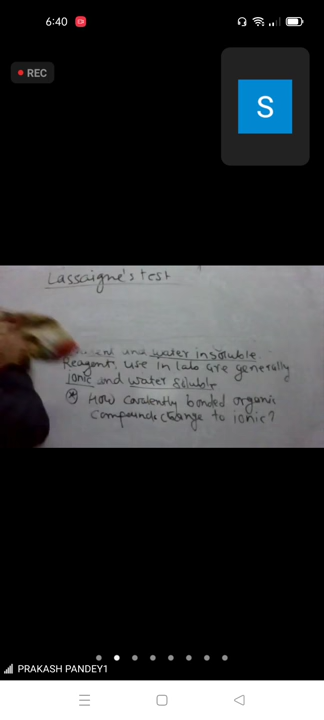 6:40
REC
S
Lassaigne's test
and water insoluble.
Reagent, use in lab are generally
ionic and water soluble
How covalently bonded organic
compounds change to ionic?
PRAKASH PANDEY1